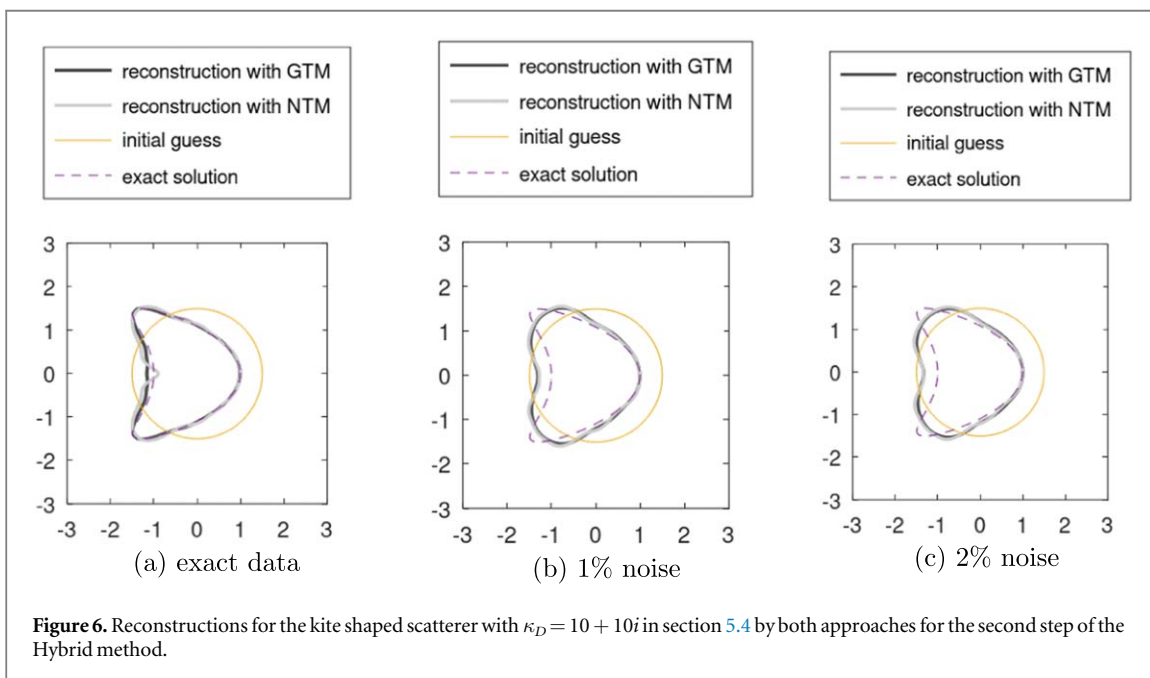 reconstruction with GTM
reconstruction with NTM
initial guess
exact solution
3
2
1
0
-1
-2
-3
-3 -2 -1 0 1 2 3
(a) exact data
reconstruction with GTM
reconstruction with NTM
initial guess
exact solution
3
2
1
0
-1
-2
-3
-3 -2 -1 0 1 2 3
(b) 1% noise
reconstruction with GTM
reconstruction with NTM
initial guess
exact solution
3
2
1
0
-1
-2
-3
-3 -2 -1 0 1 2 3
(c) 2% noise
Figure 6. Reconstructions for the kite shaped scatterer with κ_D = 10 + 10i in section 5.4 by both approaches for the second step of the
Hybrid method.